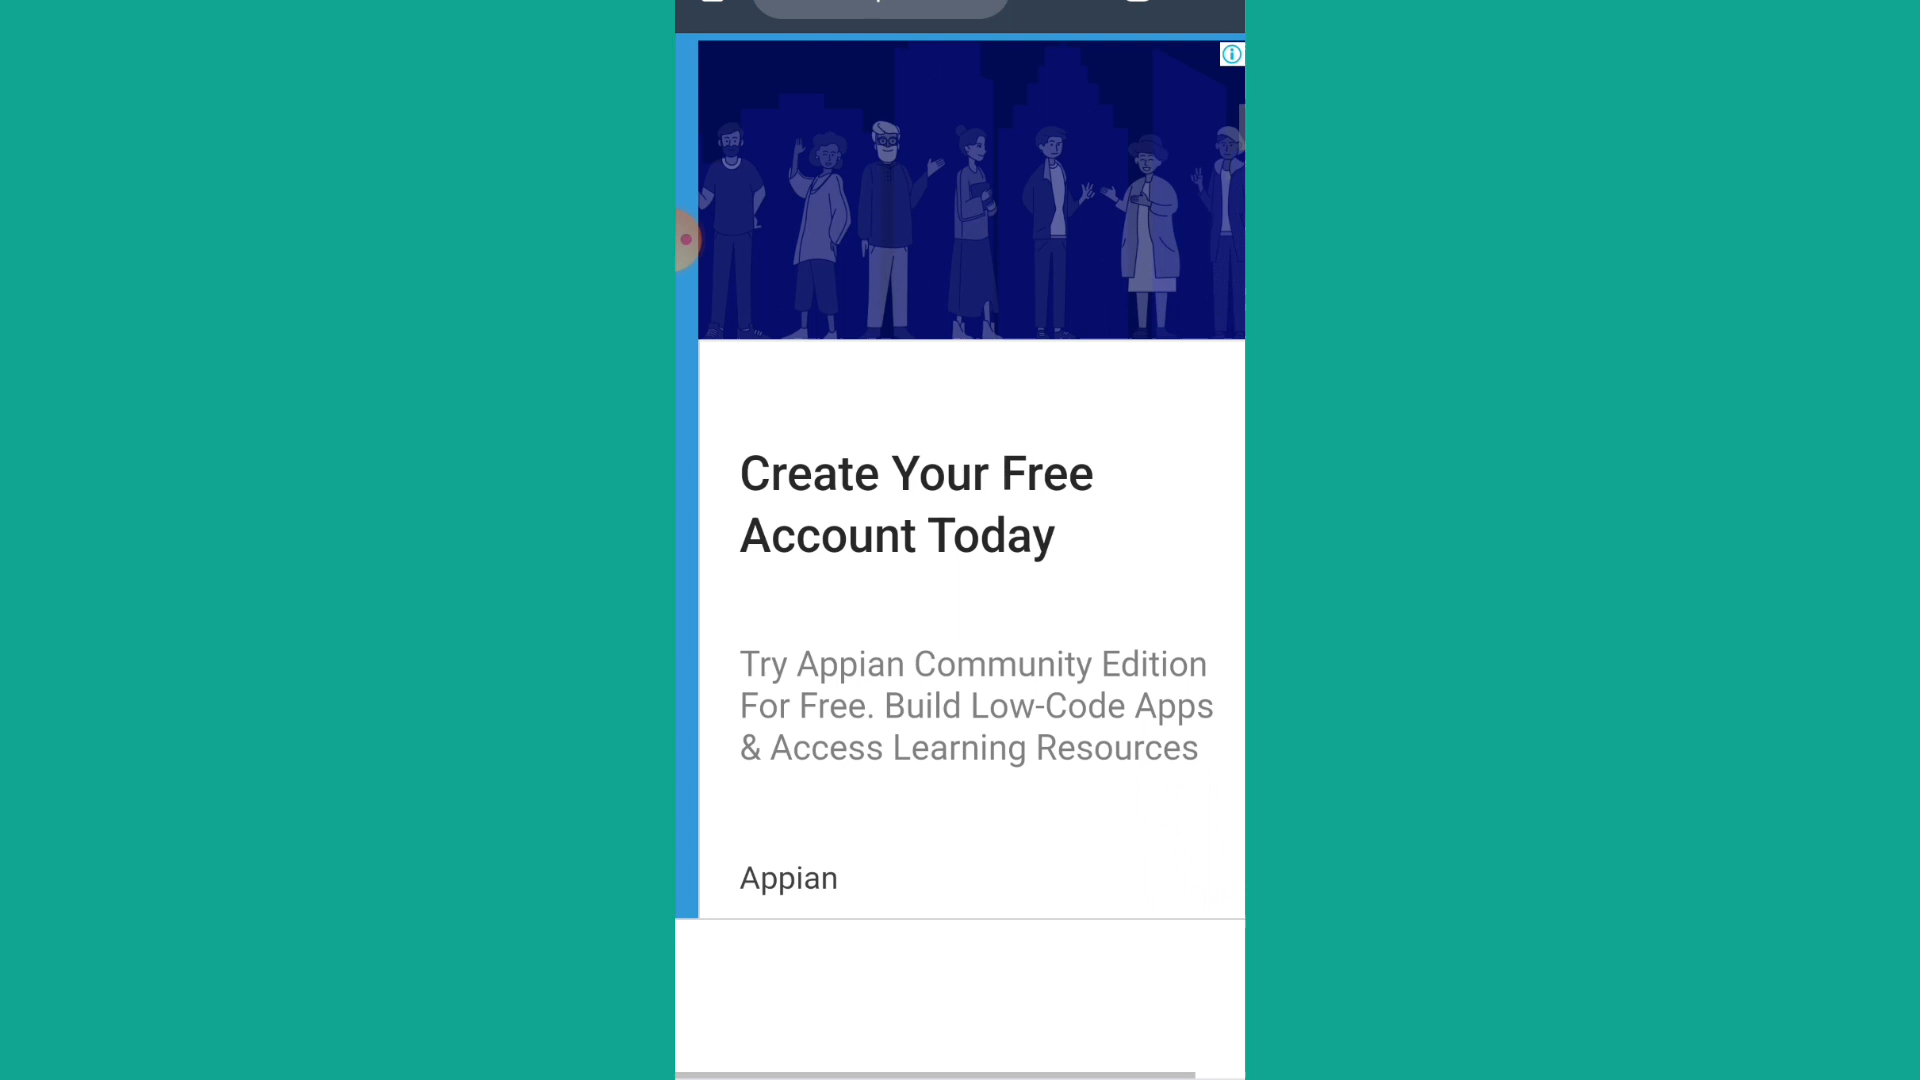 Create Your Free
Account Today
Try Appian Community Edition
For Free. Build Low-Code Apps
& Access Learning Resources
Appian